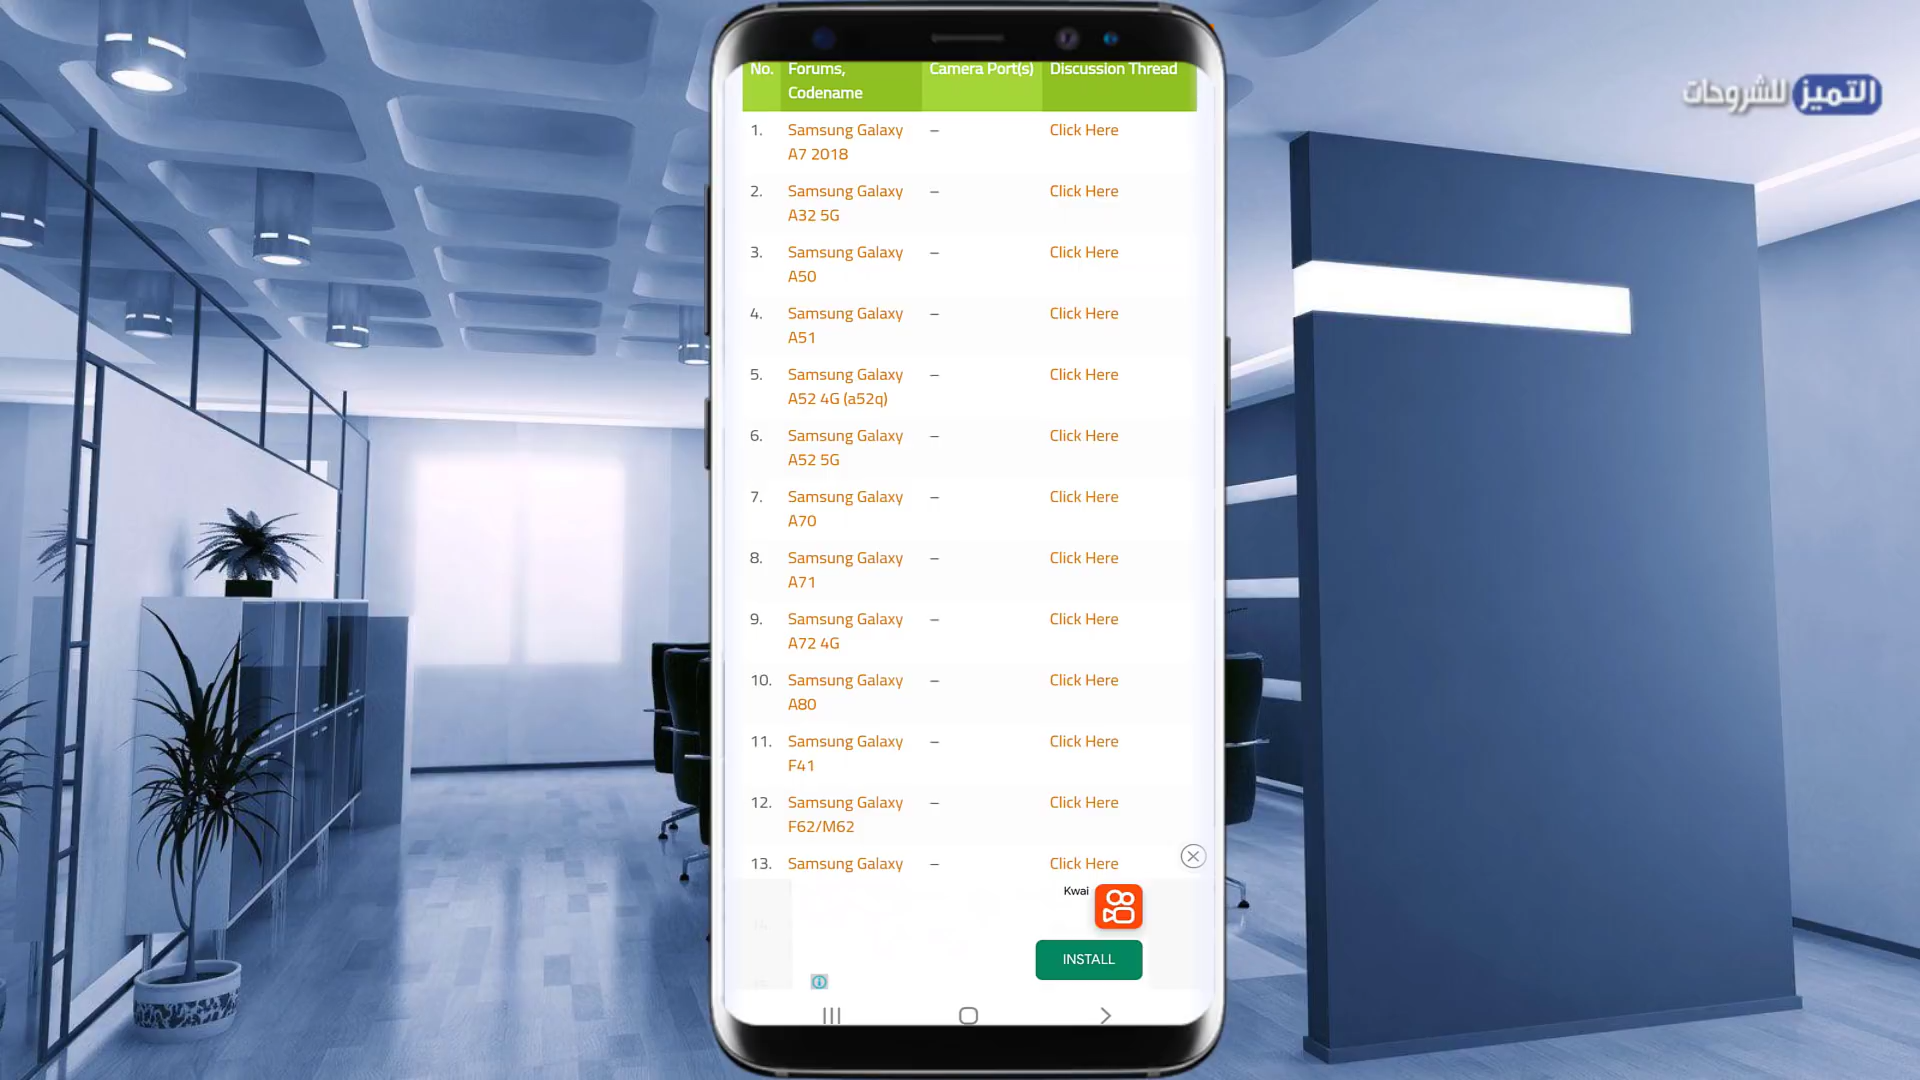 التميز للشروحات
No. Forums, Camera Port(s) Discussion Thread
Codename
1. Samsung Galaxy – Click Here
A7 2018
2. Samsung Galaxy – Click Here
A32 5G
3. Samsung Galaxy – Click Here
A50
4. Samsung Galaxy – Click Here
A51
5. Samsung Galaxy – Click Here
A52 4G (a52q)
6. Samsung Galaxy – Click Here
A52 5G
7. Samsung Galaxy – Click Here
A70
8. Samsung Galaxy – Click Here
A71
9. Samsung Galaxy – Click Here
A72 4G
10. Samsung Galaxy – Click Here
A80
11. Samsung Galaxy – Click Here
F41
12. Samsung Galaxy – Click Here
F62/M62
13. Samsung Galaxy – Click Here
Kwai
INSTALL